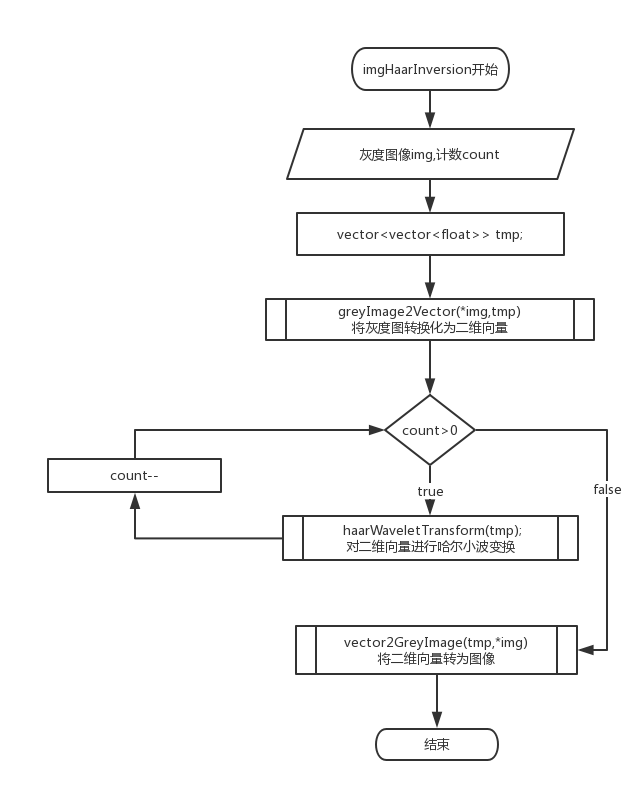 imgHaarInversion开始
灰度图像img,计数count
vector<vector<float>> tmp;
greyImage2Vector(*img,tmp)
将灰度图转换化为二维向量
count>0
count--
true
false
haarWaveletTransform(tmp);
对二维向量进行哈尔小波变换
vector2GreyImage(tmp,*img)
将二维向量转为图像
结束